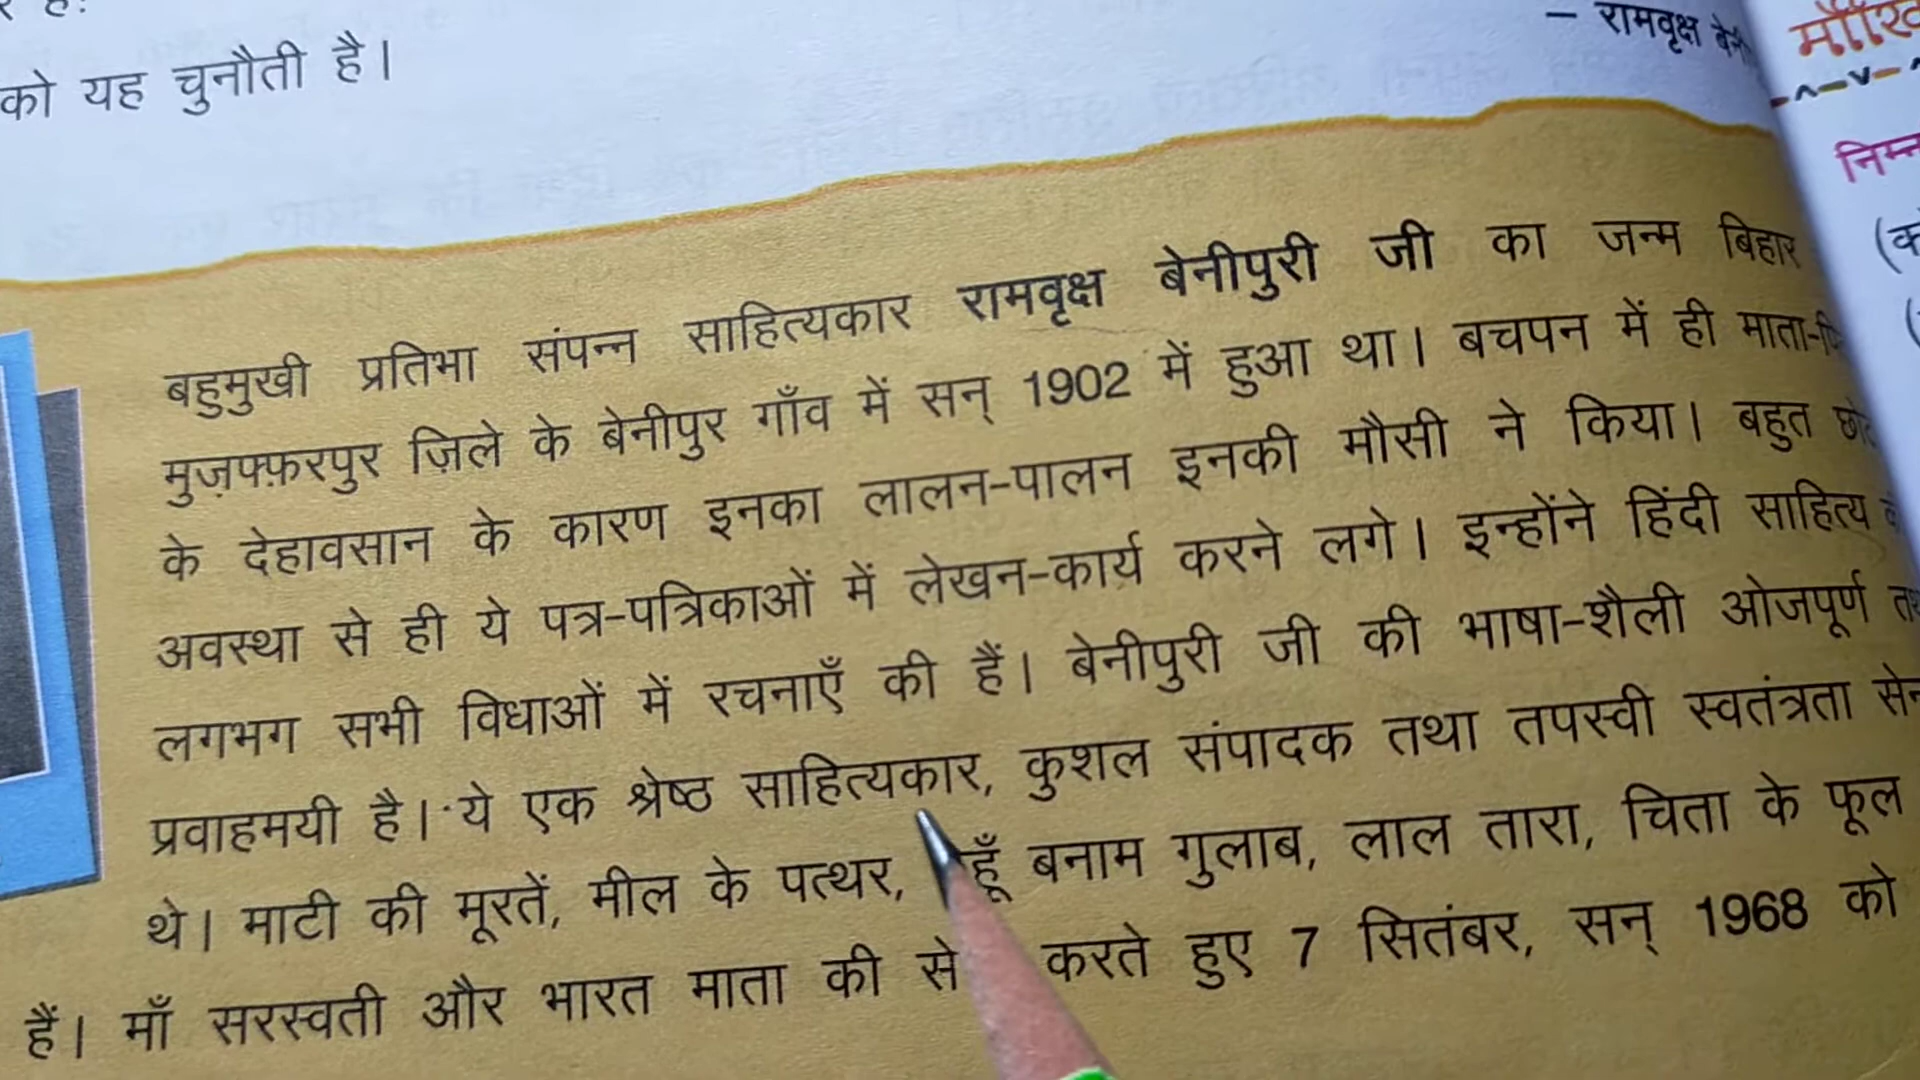 को यह चुनौती है।
– रामवृक्ष
बहुमुखी प्रतिभा संपन्न साहित्यकार रामवृक्ष बेनीपुरी जी का जन्म बिहार
मुज़फ्फ़रपुर ज़िले के बेनीपुर गाँव में सन् 1902 में हुआ था। बचपन में ही माता-
के देहावसान के कारण इनका लालन-पालन इनकी मौसी ने किया। बहुत
अवस्था से ही ये पत्र-पत्रिकाओं में लेखन-कार्य करने लगे। इन्होंने हिंदी साहित्य
लगभग सभी विधाओं में रचनाएँ की हैं। बेनीपुरी जी की भाषा-शैली ओजपूर्ण
प्रवाहमयी है। ये एक श्रेष्ठ साहित्यकार, कुशल संपादक तथा तपस्वी स्वतंत्रता
थे। माटी की मूरतें, मील के पत्थर, बनाम गुलाब, लाल तारा, चिता के फूल
हैं। माँ सरस्वती और भारत माता की करते हुए 7 सितंबर, सन् 1968 को